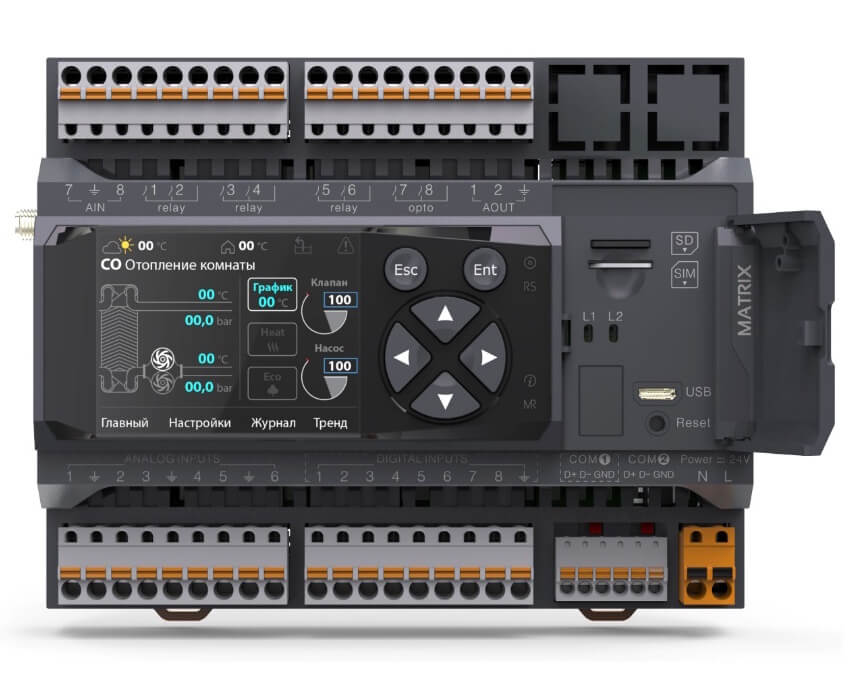 7 8 1 2 3 4 5 6 7 8 1 2
AIN relay relay relay opto AOUT
00 °C 00 °C
CO Отопление комнаты
00 °C
00,0 bar
00 °C
00,0 bar
График
00 °C
Heat
Eco
Клапан
100
Насос
100
Главный Настройки Журнал Тренд
Esc Ent
RS
MR
SD
SIM
L1 L2
USB
Reset
MATRIX
ANALOG INPUTS DIGITAL INPUTS COM 1 COM 2 Power = 24V
1 2 3 4 5 6 1 2 3 4 5 6 7 8 D+ D- GND D+ D- GND N L